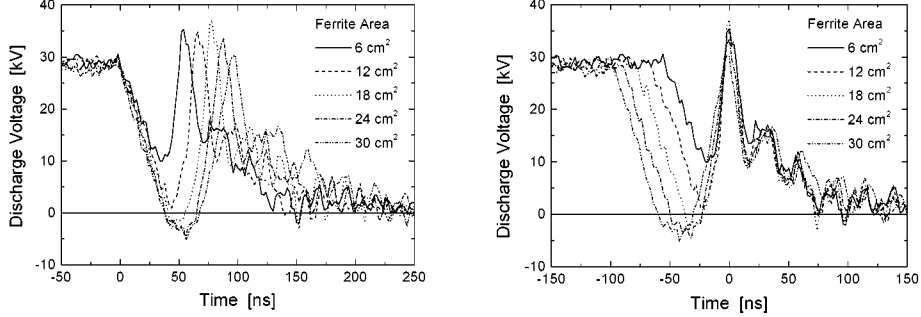 40
30
20
10
0
-10
Discharge Voltage [kV]
Ferrite Area
6 cm²
12 cm²
18 cm²
24 cm²
30 cm²
-50 0 50 100 150 200 250
Time [ns]
40
30
20
10
0
-10
Discharge Voltage [kV]
Ferrite Area
6 cm²
12 cm²
18 cm²
24 cm²
30 cm²
-150 -100 -50 0 50 100 150
Time [ns]